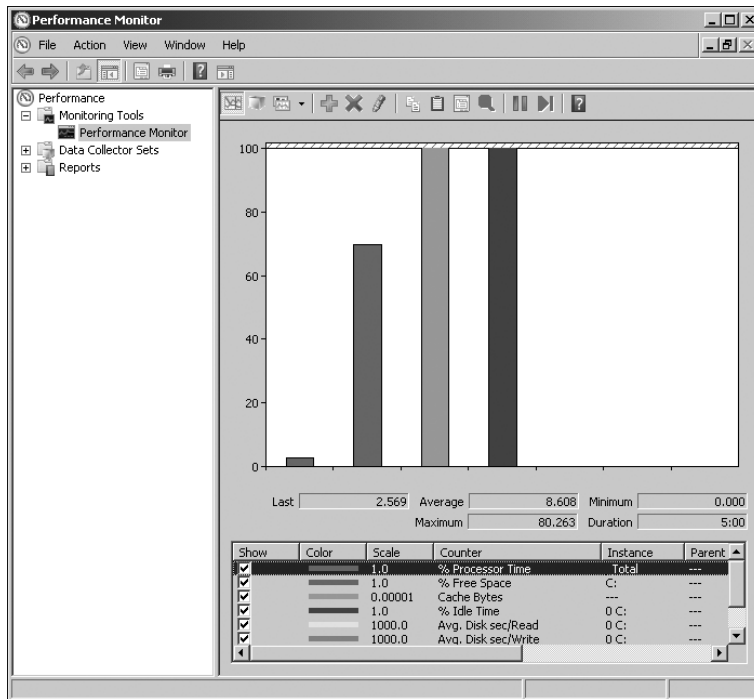 Performance Monitor
File Action View Window Help
Performance
Monitoring Tools
Performance Monitor
Data Collector Sets
Reports
100
80
60
40
20
0
Last 2.569 Average 8.608 Minimum 0.000
Maximum 80.263 Duration 5:00
Show Color Scale Counter Instance Parent
1.0 % Processor Time _Total ---
1.0 % Free Space C: ---
0.00001 Cache Bytes --- ---
1.0 % Idle Time 0 C: ---
1000.0 Avg. Disk sec/Read 0 C: ---
1000.0 Avg. Disk sec/Write 0 C: ---